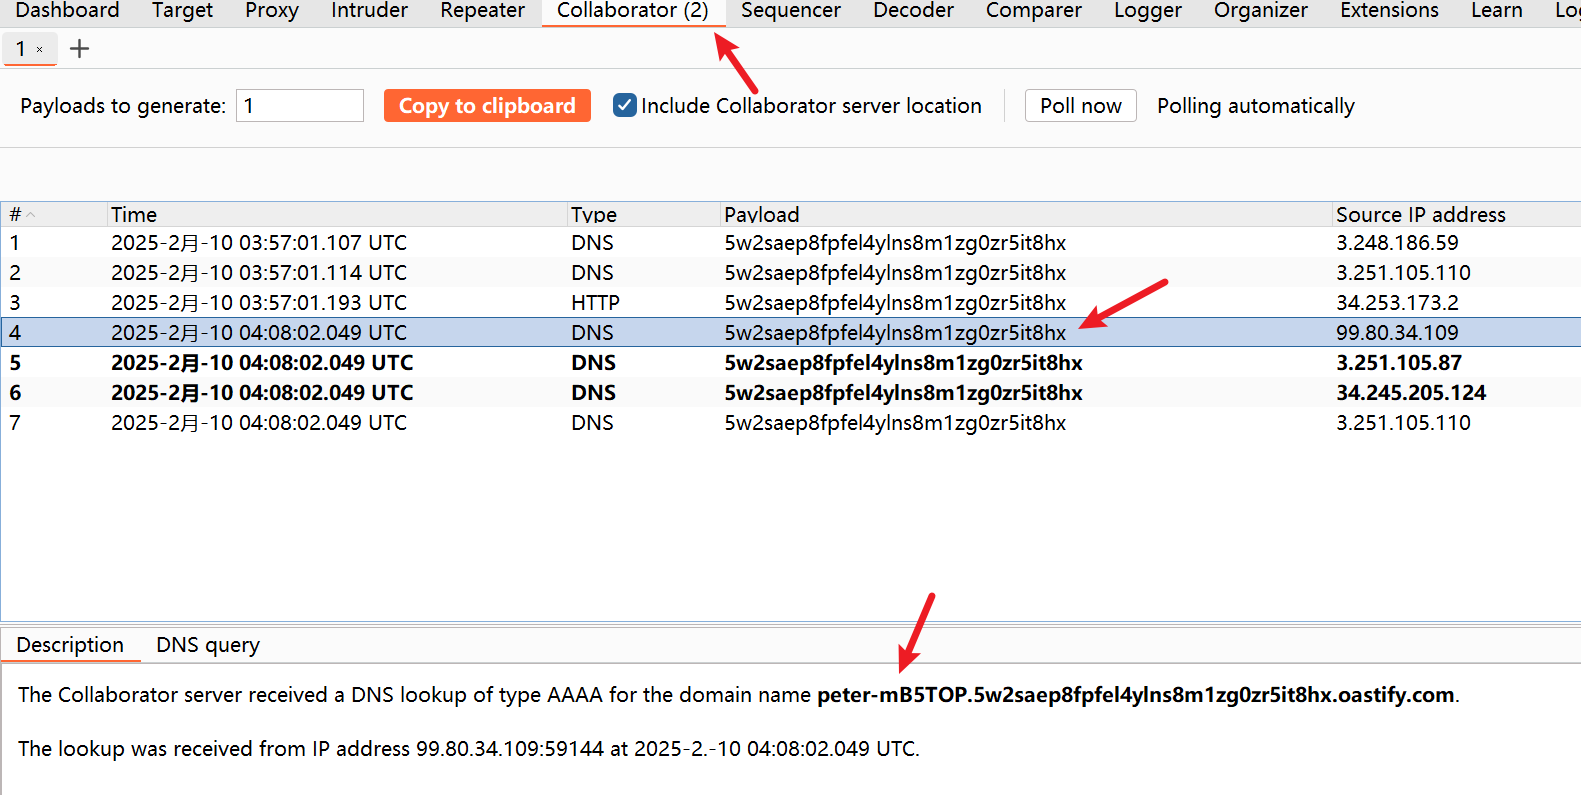 Dashboard Target Proxy Intruder Repeater Collaborator (2) Sequencer Decoder Comparer Logger Organizer Extensions Learn
1 × +
Payloads to generate: 1 Copy to clipboard Include Collaborator server location Poll now Polling automatically
# Time Type Payload Source IP address
1 2025-2月-10 03:57:01.107 UTC DNS 5w2saep8fpfel4ylns8m1zg0zr5it8hx 3.248.186.59
2 2025-2月-10 03:57:01.114 UTC DNS 5w2saep8fpfel4ylns8m1zg0zr5it8hx 3.251.105.110
3 2025-2月-10 03:57:01.193 UTC HTTP 5w2saep8fpfel4ylns8m1zg0zr5it8hx 34.253.173.2
4 2025-2月-10 04:08:02.049 UTC DNS 5w2saep8fpfel4ylns8m1zg0zr5it8hx 99.80.34.109
5 2025-2月-10 04:08:02.049 UTC DNS 5w2saep8fpfel4ylns8m1zg0zr5it8hx 3.251.105.87
6 2025-2月-10 04:08:02.049 UTC DNS 5w2saep8fpfel4ylns8m1zg0zr5it8hx 34.245.205.124
7 2025-2月-10 04:08:02.049 UTC DNS 5w2saep8fpfel4ylns8m1zg0zr5it8hx 3.251.105.110
Description DNS query
The Collaborator server received a DNS lookup of type AAAA for the domain name peter-mB5TOP.5w2saep8fpfel4ylns8m1zg0zr5it8hx.oastify.com.
The lookup was received from IP address 99.80.34.109:59144 at 2025-2.-10 04:08:02.049 UTC.